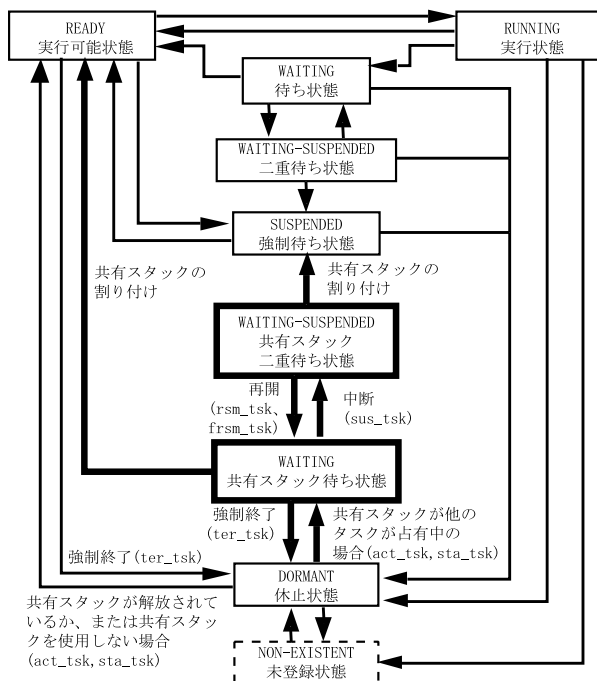 READY
実行可能状態
RUNNING
実行状態
WAITING
待ち状態
WAITING-SUSPENDED
二重待ち状態
SUSPENDED
強制待ち状態
共有スタックの
割り付け
共有スタックの
割り付け
WAITING-SUSPENDED
共有スタック
二重待ち状態
再開
(rsm_tsk、
frsm_tsk)
中断
(sus_tsk)
WAITING
共有スタック待ち状態
強制終了
(ter_tsk)
共有スタックが他の
タスクが占有中の
場合(act_tsk,sta_tsk)
強制終了(ter_tsk)
DORMANT
休止状態
共有スタックが解放されて
いるか、または共有スタッ
クを使用しない場合
(act_tsk,sta_tsk)
NON-EXISTENT
未登録状態